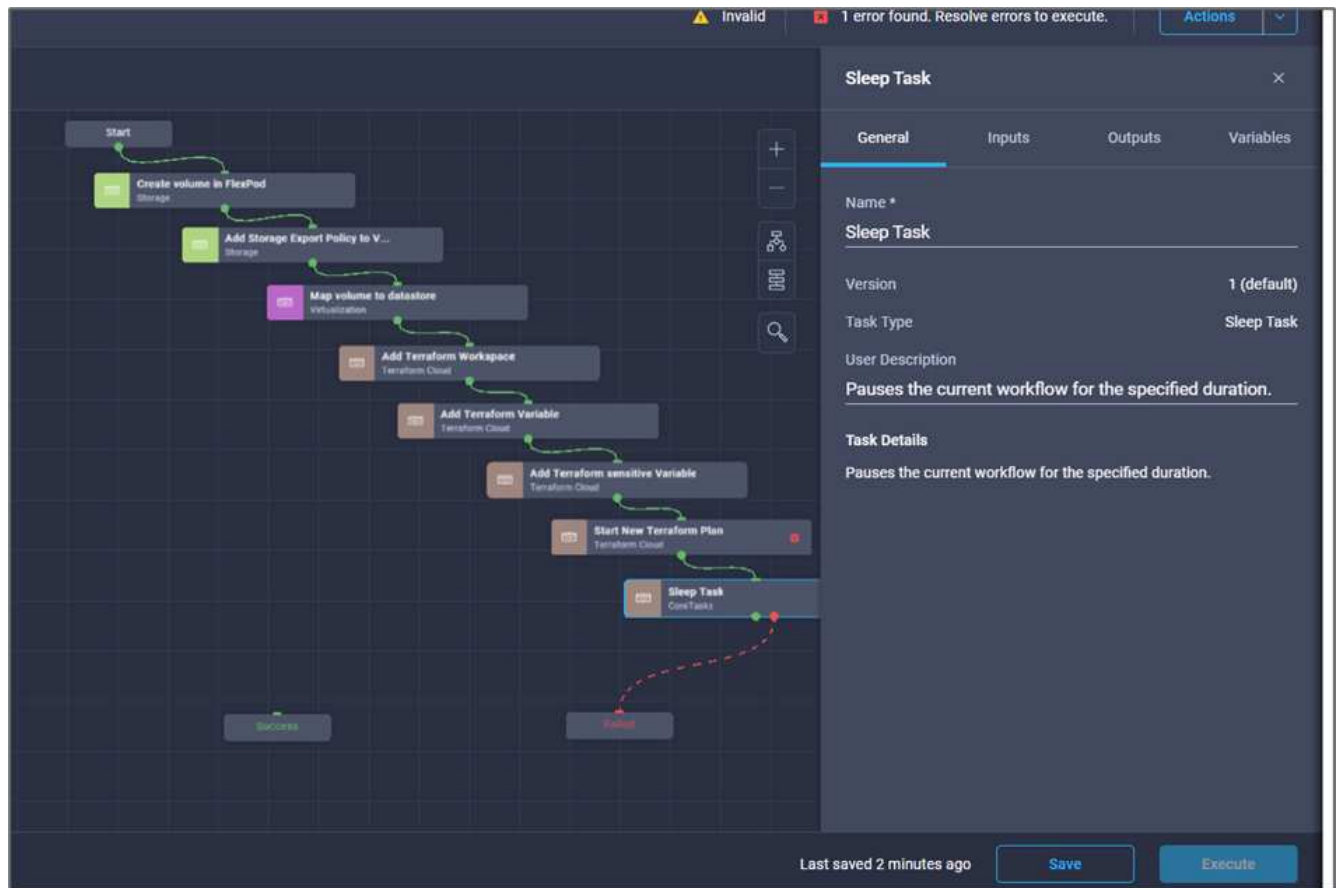 Invalid
1 error found. Resolve errors to execute.
Actions
Start
Create volume in FlexPod
Storage
Add Storage Export Policy to V...
Storage
Map volume to datastore
Virtualization
Add Terraform Workspace
Terraform Cloud
Add Terraform Variable
Terraform Cloud
Add Terraform sensitive Variable
Terraform Cloud
Start New Terraform Plan
Terraform Cloud
Sleep Task
CoreTasks
Success
Failed
Sleep Task
General
Inputs
Outputs
Variables
Name *
Sleep Task
Version
1 (default)
Task Type
Sleep Task
User Description
Pauses the current workflow for the specified duration.
Task Details
Pauses the current workflow for the specified duration.
Last saved 2 minutes ago
Save
Execute